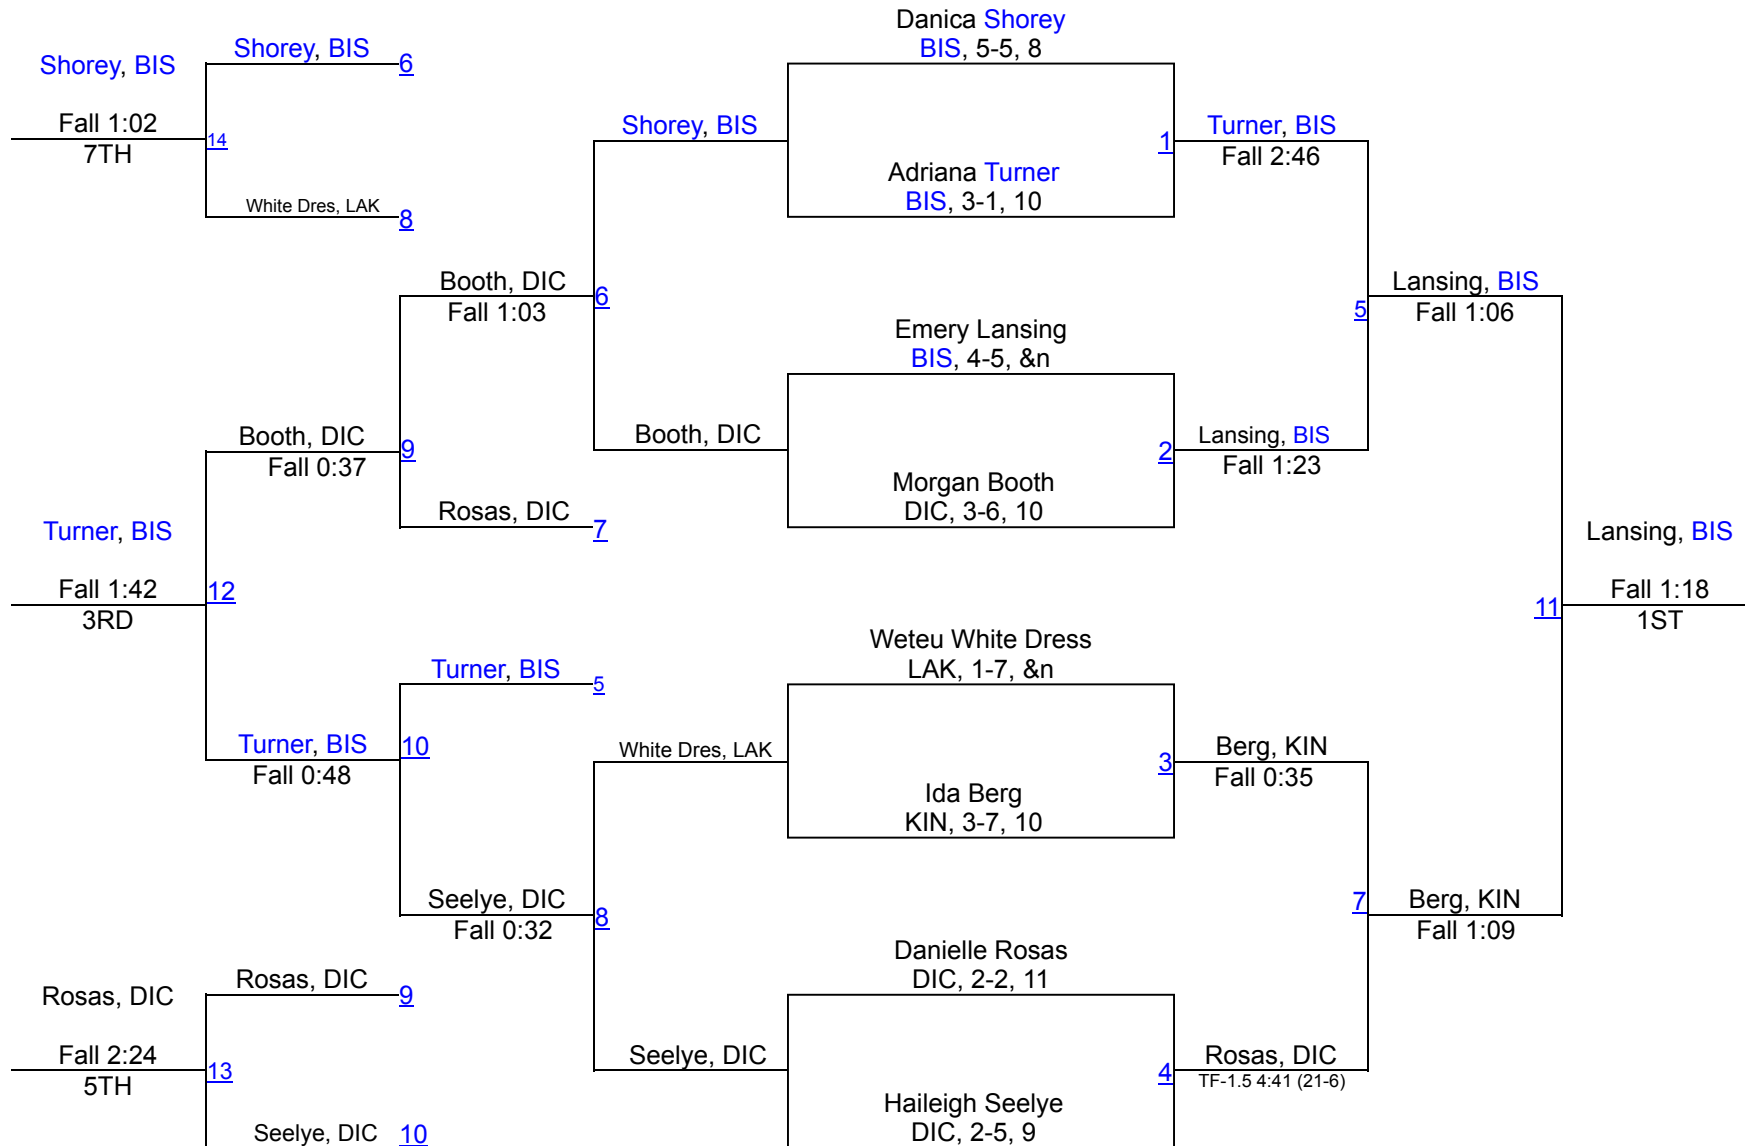 Danica Shorey
BIS, 5-5, 8
Shorey, BIS
Shorey, BIS
6
Fall 1:02
14
7TH
Shorey, BIS
1
Turner, BIS
Fall 2:46
Adriana Turner
BIS, 3-1, 10
White Dres, LAK
8
Booth, DIC
Fall 1:03
6
Lansing, BIS
Fall 1:06
5
Emery Lansing
BIS, 4-5, &n
Booth, DIC
Fall 0:37
9
Booth, DIC
2
Lansing, BIS
Fall 1:23
Morgan Booth
DIC, 3-6, 10
Rosas, DIC
7
Turner, BIS
Fall 1:42
12
3RD
Lansing, BIS
11
Fall 1:18
1ST
Weteu White Dress
LAK, 1-7, &n
Turner, BIS
5
Turner, BIS
Fall 0:48
10
White Dres, LAK
3
Berg, KIN
Fall 0:35
Ida Berg
KIN, 3-7, 10
Seelye, DIC
Fall 0:32
8
7
Berg, KIN
Fall 1:09
Danielle Rosas
DIC, 2-2, 11
Rosas, DIC
Rosas, DIC
9
Fall 2:24
13
5TH
Seelye, DIC
4
Rosas, DIC
TF-1.5 4:41 (21-6)
Haileigh Seelye
DIC, 2-5, 9
Seelye, DIC
10